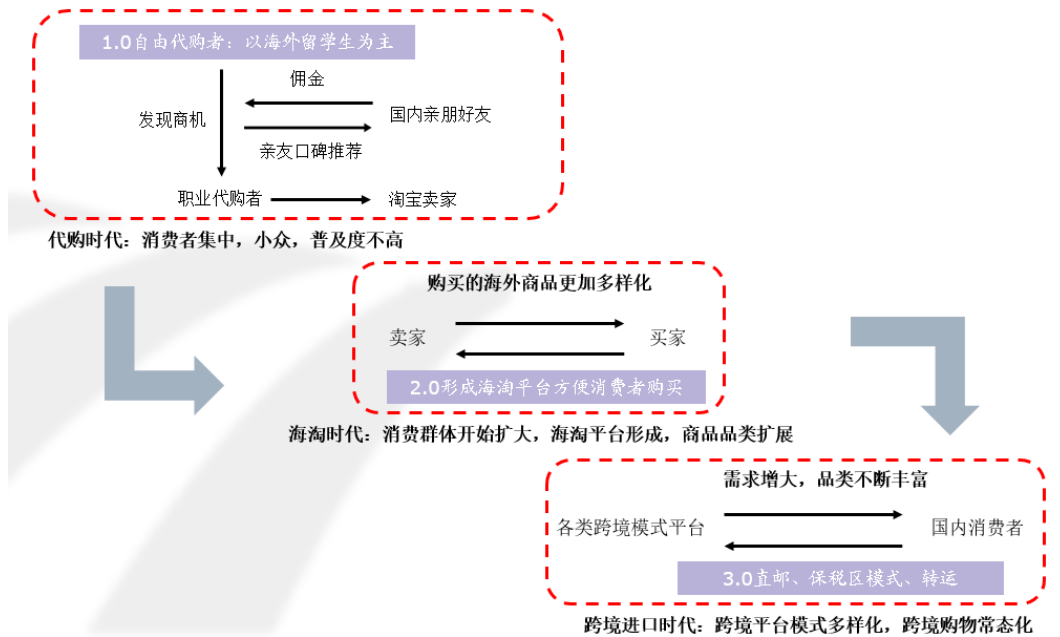 1.0自由代购者：以海外留学生为主
佣金
发现商机
国内亲朋好友
亲友口碑推荐
职业代购者
淘宝卖家
代购时代：消费者集中，小众，普及度不高
购买的海外商品更加多样化
卖家
买家
2.0形成海淘平台方便消费者购买
海淘时代：消费群体开始扩大，海淘平台形成，商品品类扩展
需求增大，品类不断丰富
各类跨境模式平台
国内消费者
3.0直邮、保税区模式、转运
跨境进口时代：跨境平台模式多样化，跨境购物常态化